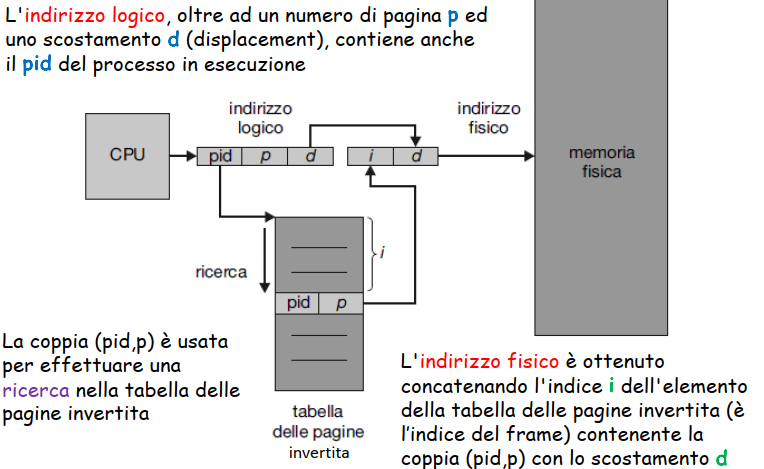 L'indirizzo logico, oltre ad un numero di pagina p ed
uno scostamento d (displacement), contiene anche
il pid del processo in esecuzione
indirizzo
logico
indirizzo
fisico
CPU
pid p d
i d
memoria
fisica
i
ricerca
pid p
La coppia (pid,p) è usata
per effettuare una
ricerca nella tabella delle
pagine invertita
tabella
delle pagine
invertita
L'indirizzo fisico è ottenuto
concatenando l'indice i dell'elemento
della tabella delle pagine invertita (è
l’indice del frame) contenente la
coppia (pid,p) con lo scostamento d